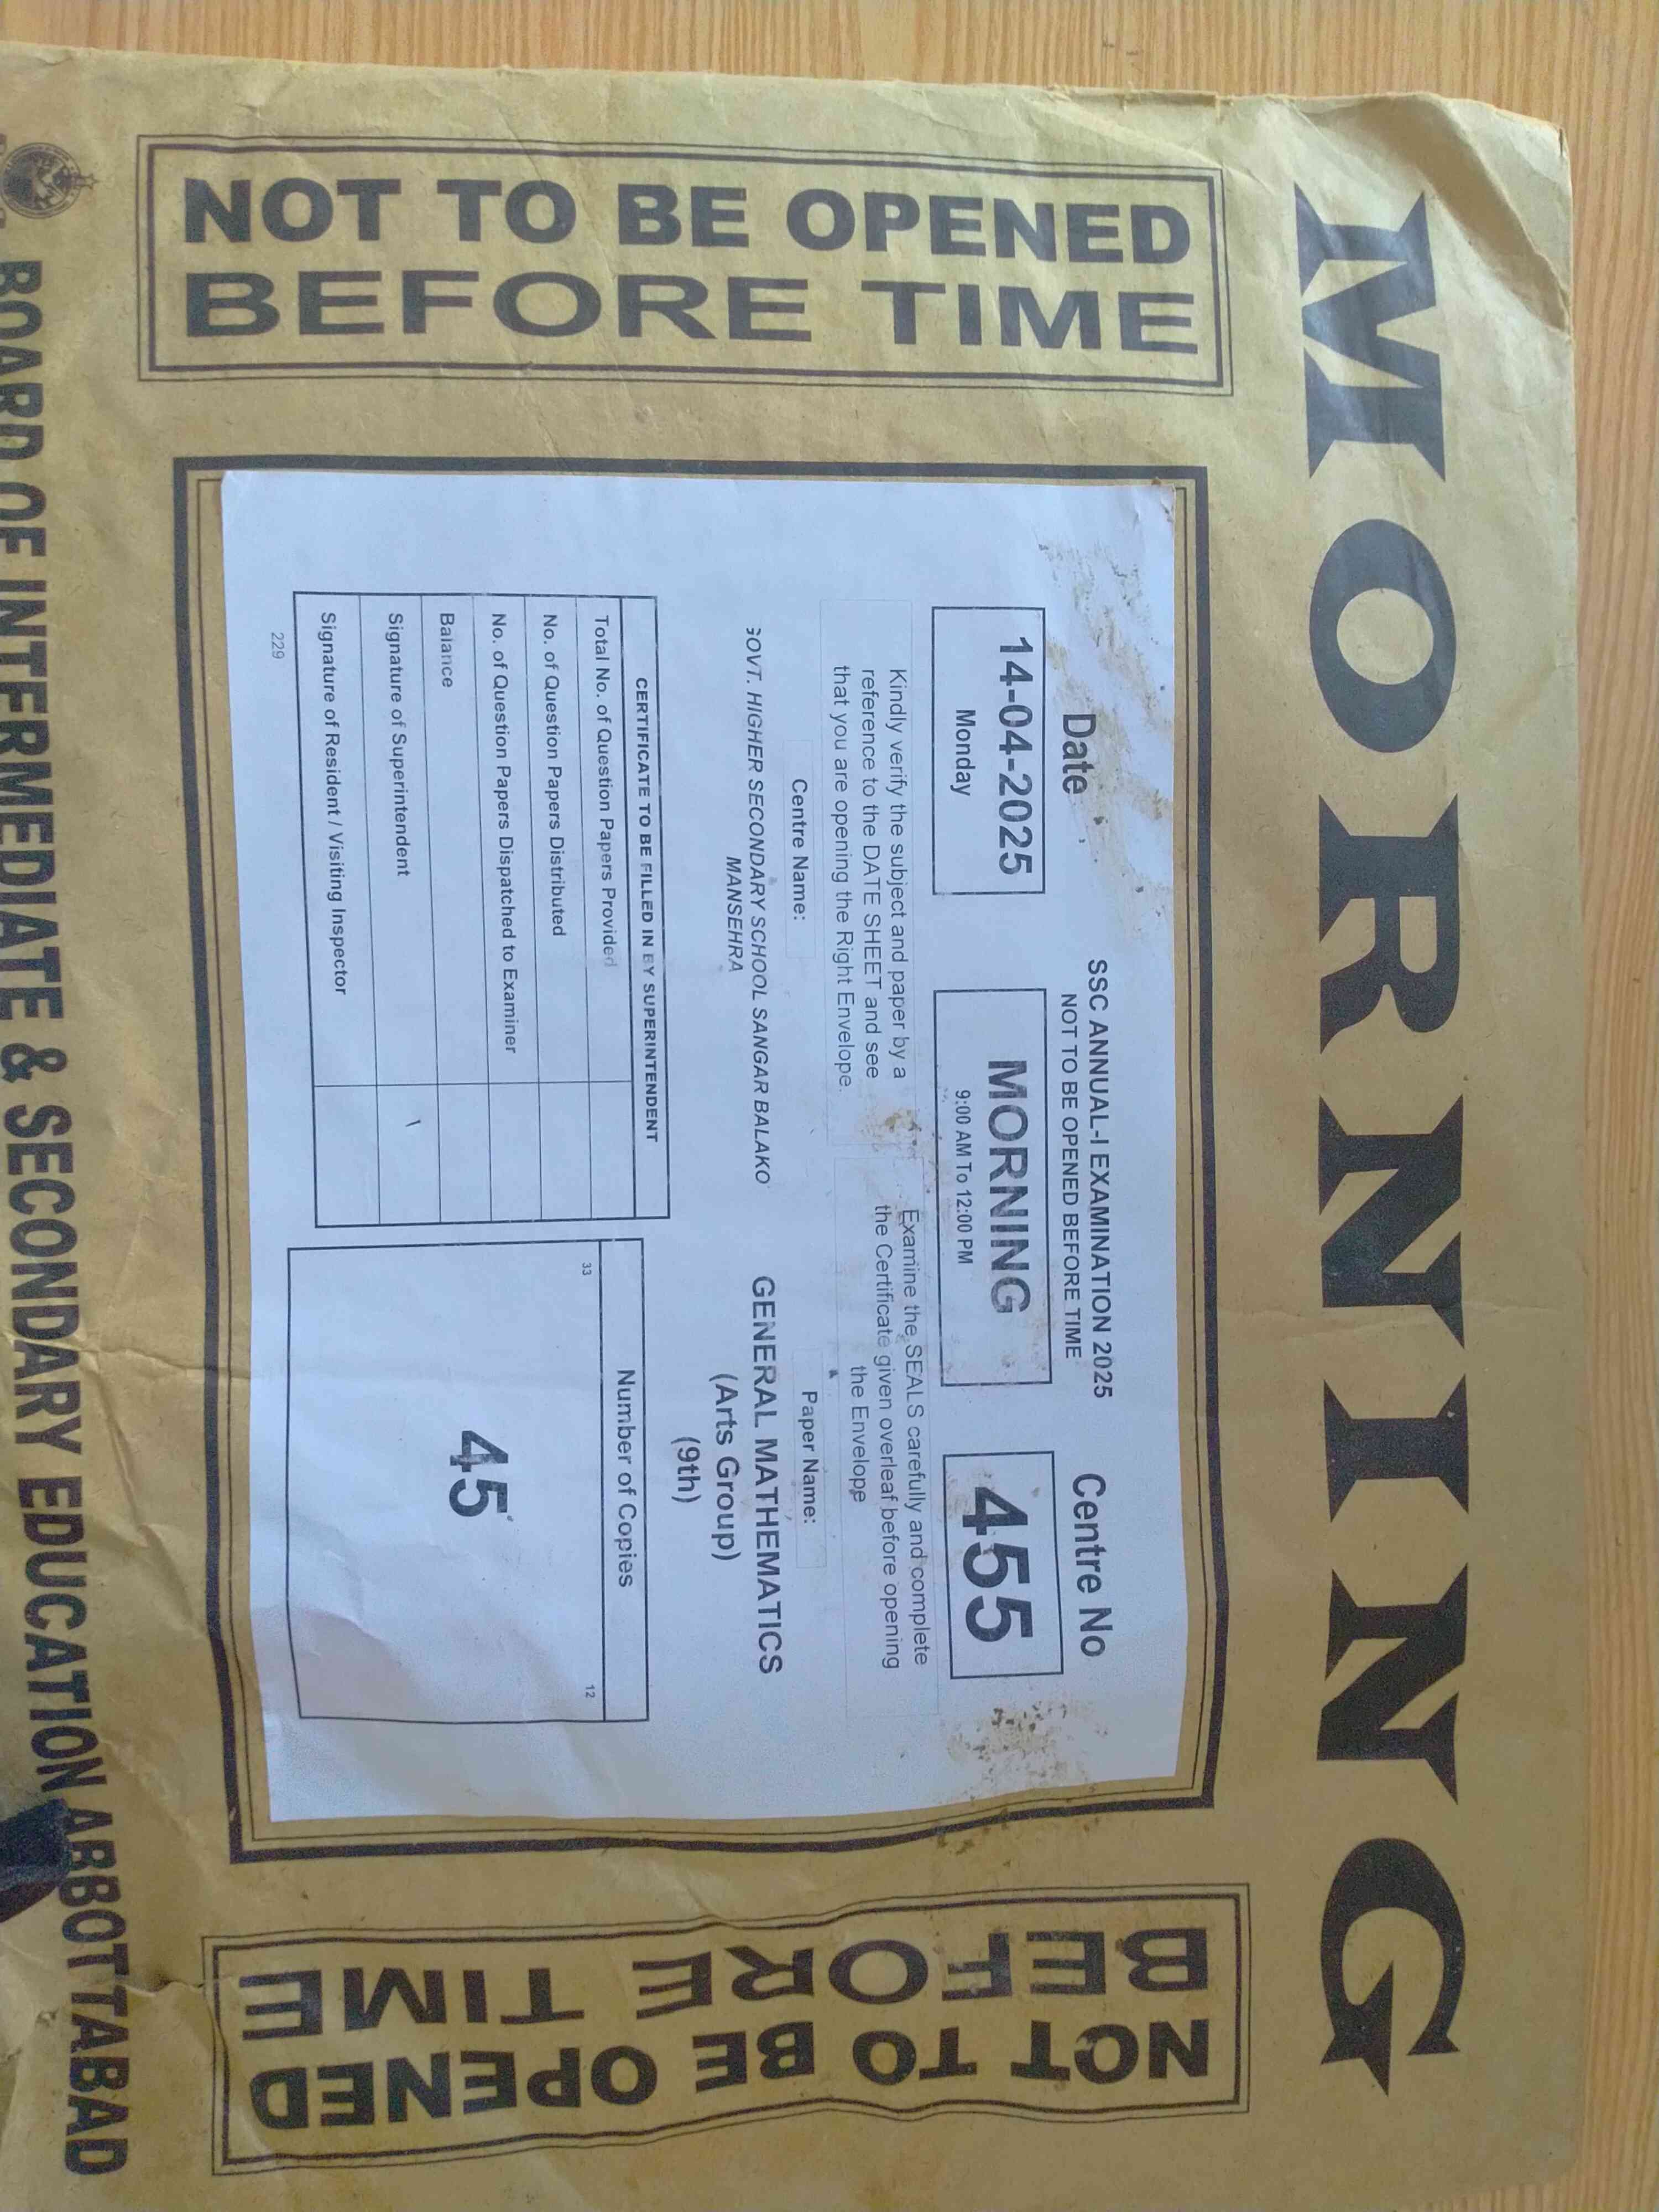 MORNING
NOT TO BE OPENED
BEFORE TIME
SSC ANNUAL-I EXAMINATION 2025
NOT TO BE OPENED BEFORE TIME
Date
14-04-2025
Monday
MORNING
9:00 AM To 12:00 PM
Centre No
455
Kindly verify the subject and paper by a
reference to the DATE SHEET and see
that you are opening the Right Envelope.
Examine the SEALS carefully and complete
the Certificate given overleaf before opening
the Envelope
Centre Name:
GOVT. HIGHER SECONDARY SCHOOL SANGAR BALAKO
MANSEHRA
Paper Name:
GENERAL MATHEMATICS
(Arts Group)
(9th)
CERTIFICATE TO BE FILLED IN BY SUPERINTENDENT
Total No. of Question Papers Provided
No. of Question Papers Distributed
No. of Question Papers Dispatched to Examiner
Balance
Signature of Superintendent
Signature of Resident / Visiting Inspector
Number of Copies
33
12
45
229
NOT TO BE OPENED
BEFORE TIME
BOARD OF INTERMEDIATE & SECONDARY EDUCATION ABBOTTABAD